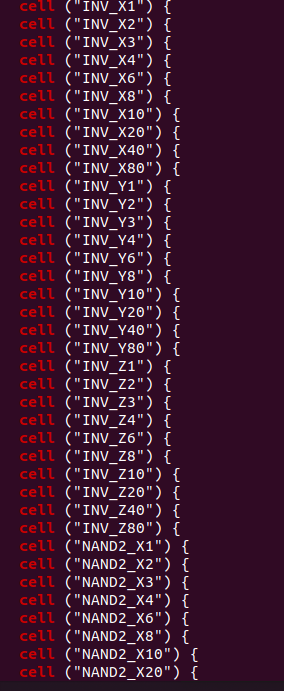 cell ("INV_X1") {
cell ("INV_X2") {
cell ("INV_X3") {
cell ("INV_X4") {
cell ("INV_X6") {
cell ("INV_X8") {
cell ("INV_X10") {
cell ("INV_X20") {
cell ("INV_X40") {
cell ("INV_X80") {
cell ("INV_Y1") {
cell ("INV_Y2") {
cell ("INV_Y3") {
cell ("INV_Y4") {
cell ("INV_Y6") {
cell ("INV_Y8") {
cell ("INV_Y10") {
cell ("INV_Y20") {
cell ("INV_Y40") {
cell ("INV_Y80") {
cell ("INV_Z1") {
cell ("INV_Z2") {
cell ("INV_Z3") {
cell ("INV_Z4") {
cell ("INV_Z6") {
cell ("INV_Z8") {
cell ("INV_Z10") {
cell ("INV_Z20") {
cell ("INV_Z40") {
cell ("INV_Z80") {
cell ("NAND2_X1") {
cell ("NAND2_X2") {
cell ("NAND2_X3") {
cell ("NAND2_X4") {
cell ("NAND2_X6") {
cell ("NAND2_X8") {
cell ("NAND2_X10") {
cell ("NAND2_X20") {